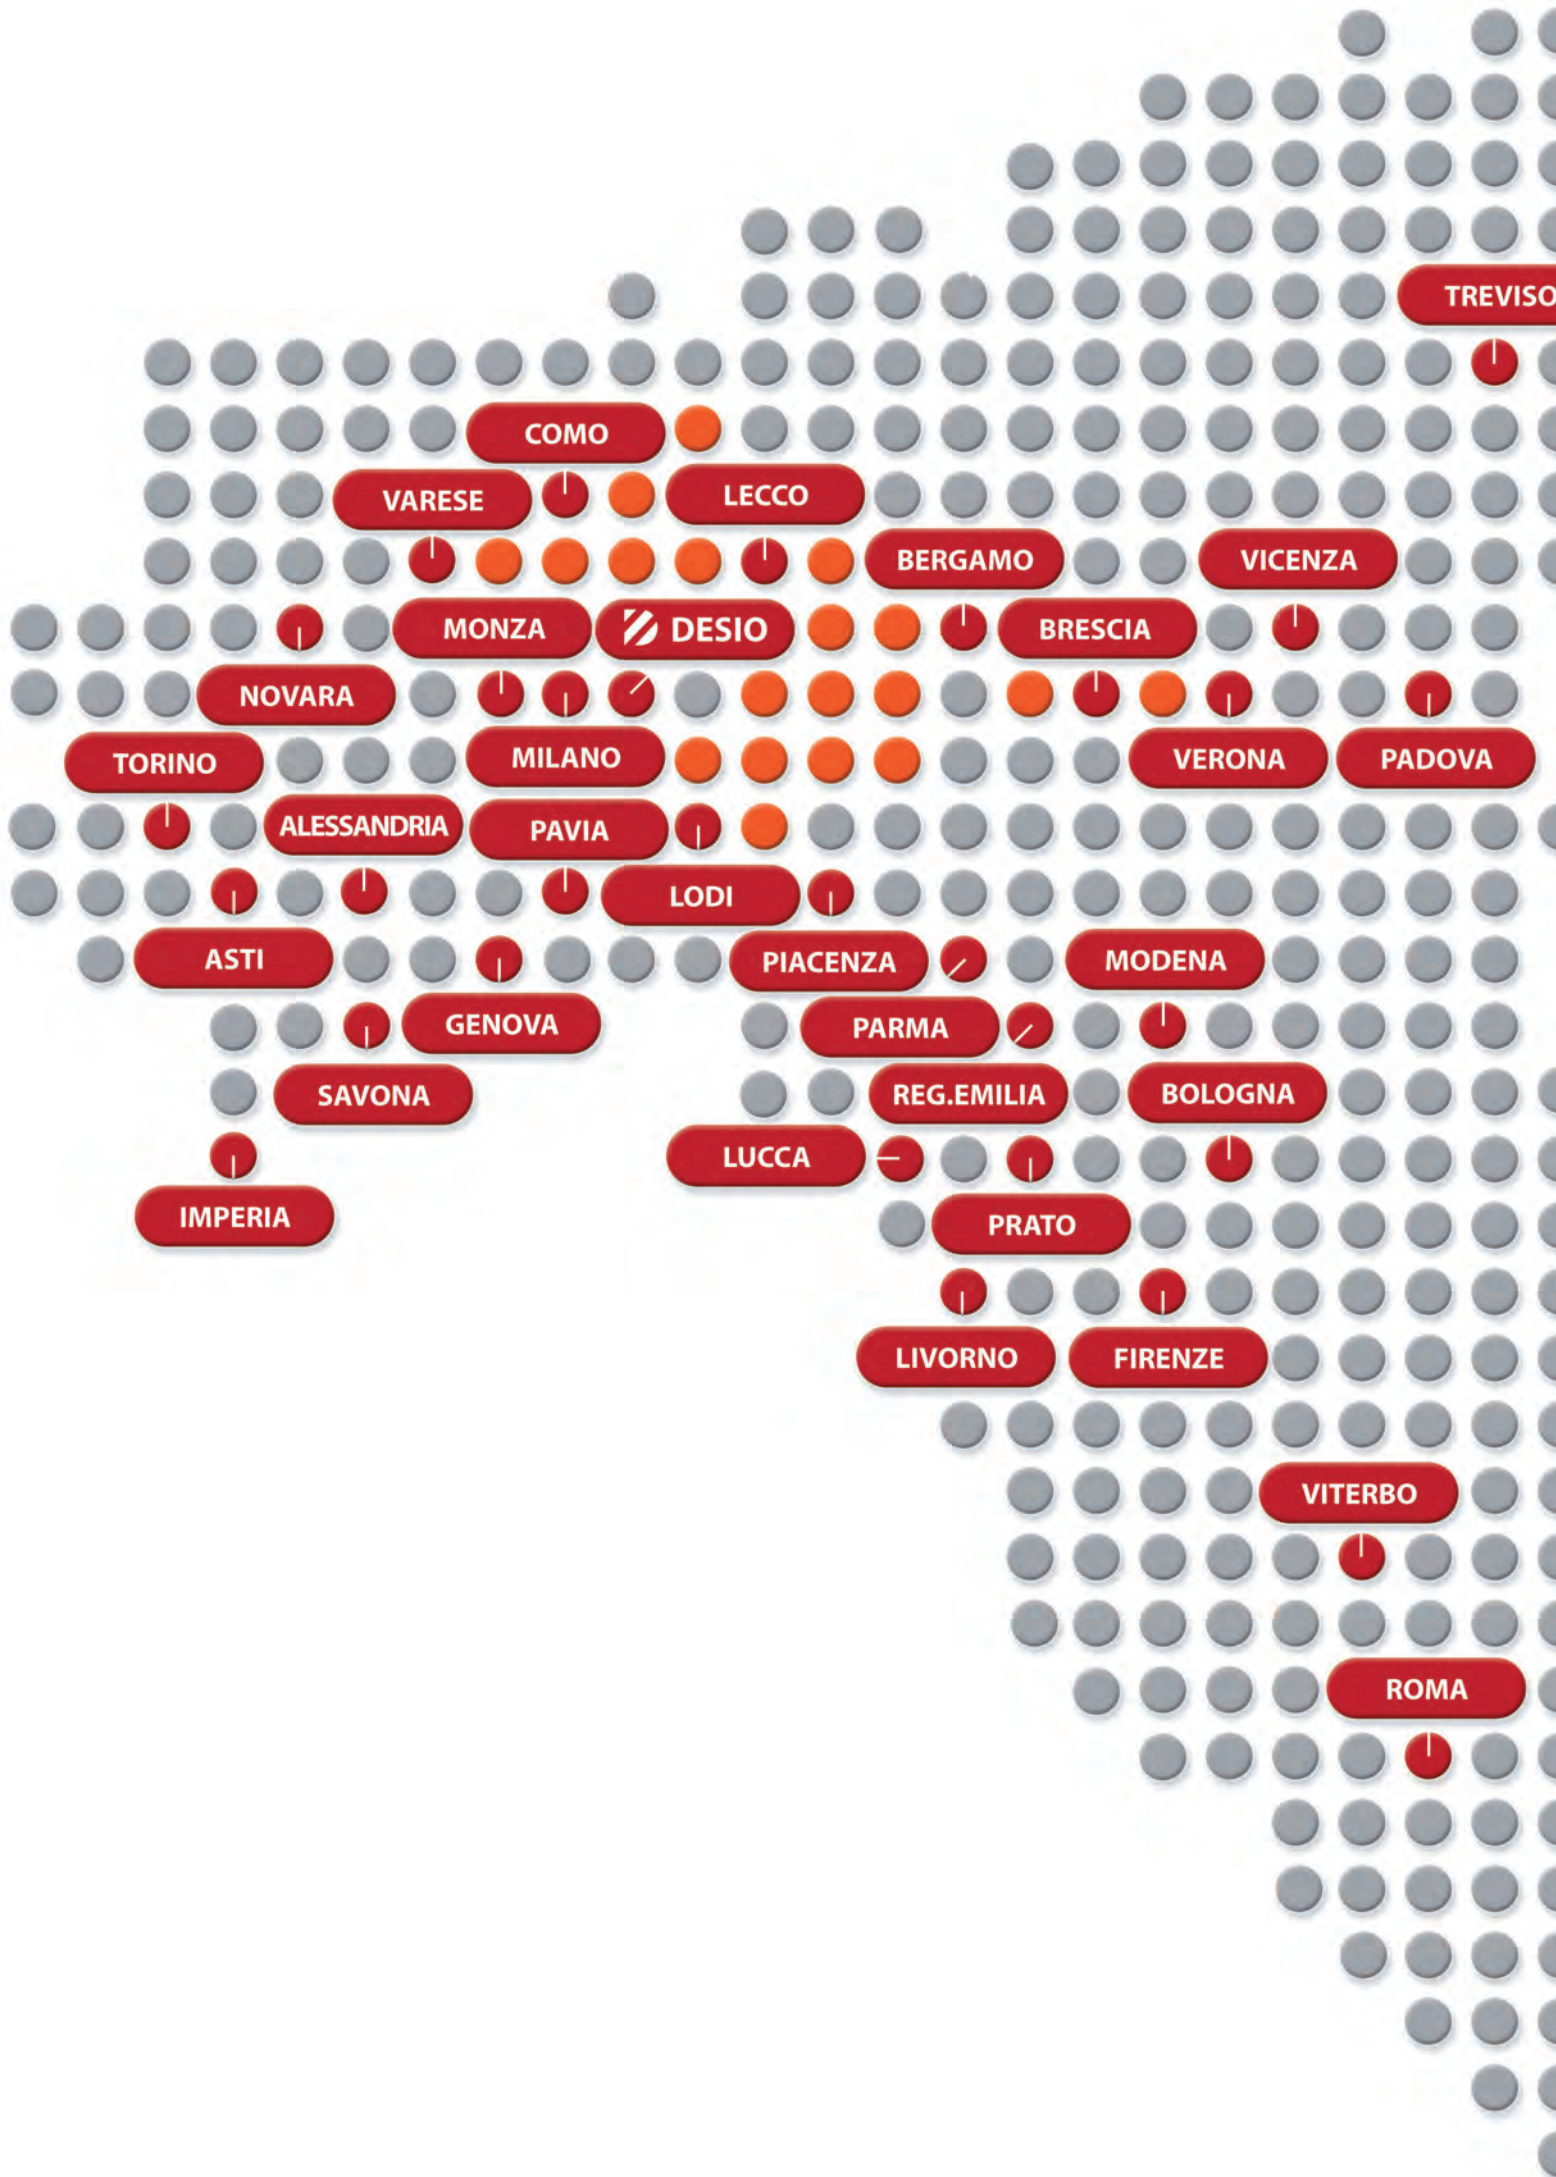 TREVISO
COMO
VARESE
LECCO
BERGAMO
VICENZA
MONZA
DESIO
BRESCIA
NOVARA
TORINO
MILANO
VERONA
PADOVA
ALESSANDRIA
PAVIA
LODI
ASTI
PIACENZA
MODENA
GENOVA
PARMA
SAVONA
REG.EMILIA
BOLOGNA
LUCCA
IMPERIA
PRATO
LIVORNO
FIRENZE
VITERBO
ROMA